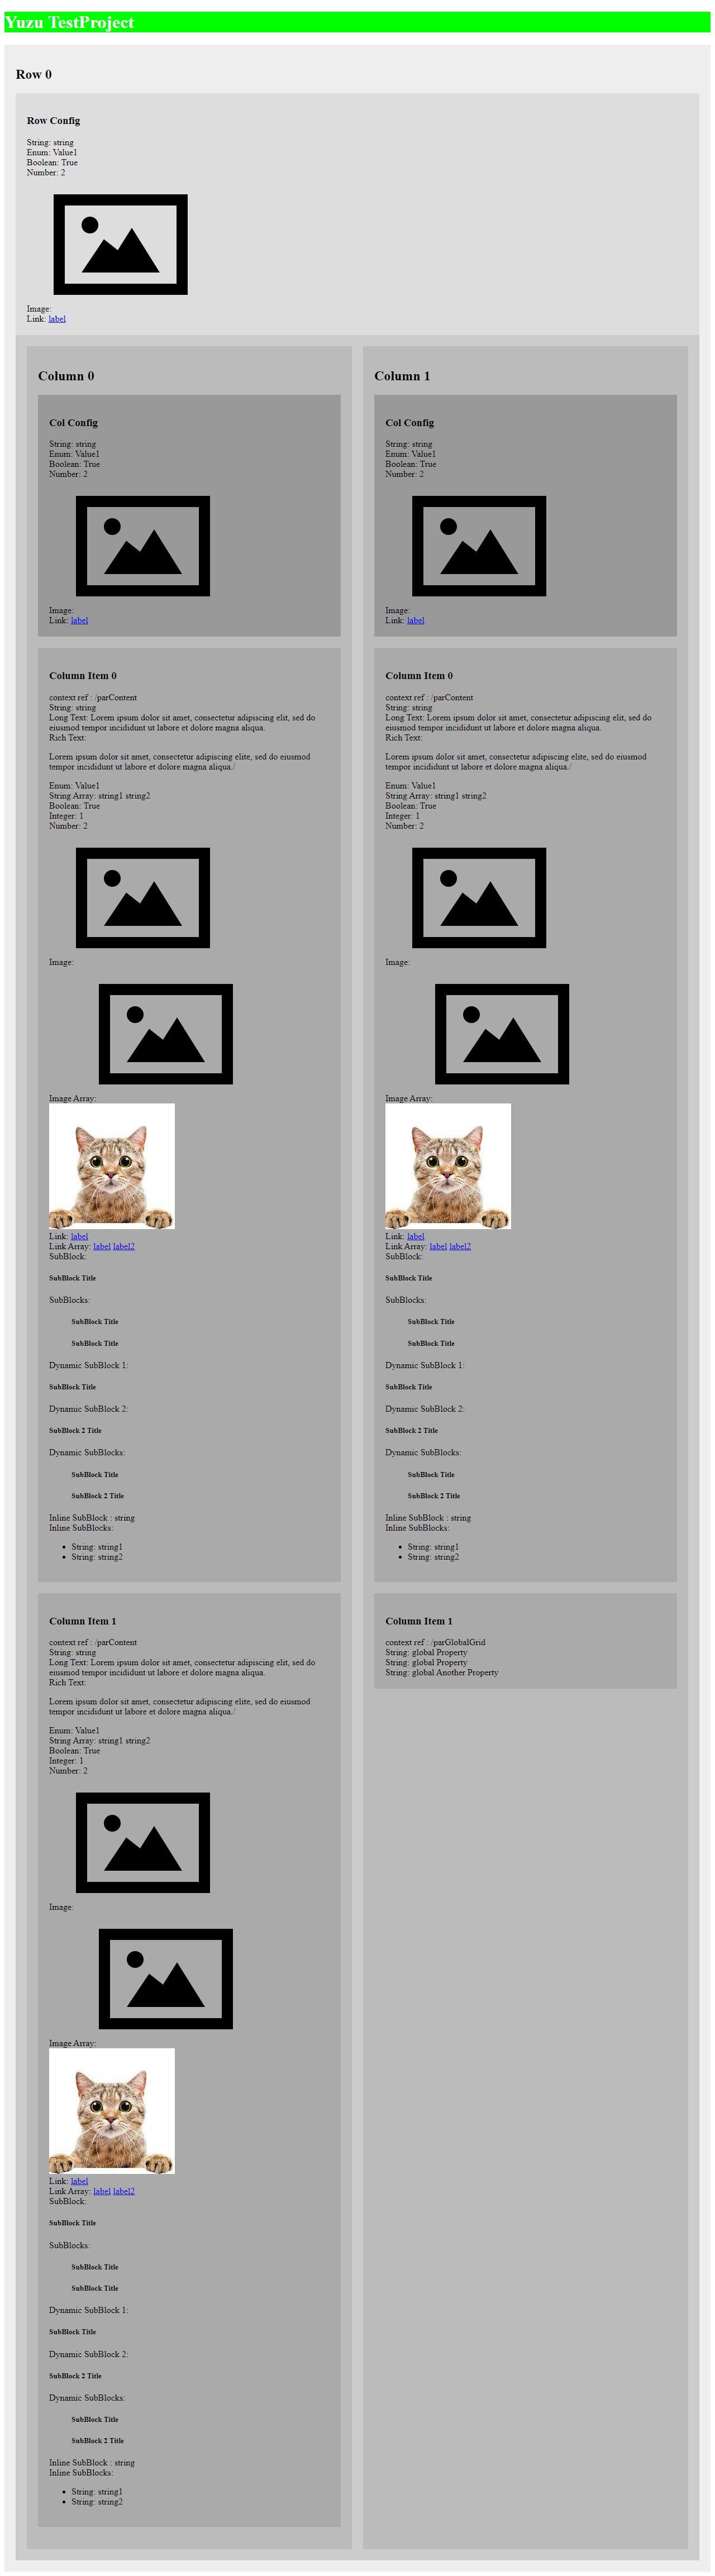 Yuzu TestProject
Row 0
Row Config
String: string
Enum: Value1
Boolean: True
Number: 2
Image:
Link: label
Column 0
Col Config
String: string
Enum: Value1
Boolean: True
Number: 2
Image:
Link: label
Column Item 0
context ref : /parContent
String: string
Long Text: Lorem ipsum dolor sit amet, consectetur adipiscing elit, sed do
eiusmod tempor incididunt ut labore et dolore magna aliqua.
Rich Text:
Lorem ipsum dolor sit amet, consectetur adipiscing elite, sed do eiusmod
tempor incididunt ut labore et dolore magna aliqua./
Enum: Value1
String Array: string1 string2
Boolean: True
Integer: 1
Number: 2
Image:
Image Array:
Link: label
Link Array: label label2
SubBlock:
SubBlock Title
SubBlocks:
SubBlock Title
SubBlock Title
Dynamic SubBlock 1:
SubBlock Title
Dynamic SubBlock 2:
SubBlock 2 Title
Dynamic SubBlocks:
SubBlock Title
SubBlock 2 Title
Inline SubBlock : string
Inline SubBlocks:
• String: string1
• String: string2
Column Item 1
context ref : /parContent
String: string
Long Text: Lorem ipsum dolor sit amet, consectetur adipiscing elit, sed do
eiusmod tempor incididunt ut labore et dolore magna aliqua.
Rich Text:
Lorem ipsum dolor sit amet, consectetur adipiscing elite, sed do eiusmod
tempor incididunt ut labore et dolore magna aliqua./
Enum: Value1
String Array: string1 string2
Boolean: True
Integer: 1
Number: 2
Image:
Image Array:
Link: label
Link Array: label label2
SubBlock:
SubBlock Title
SubBlocks:
SubBlock Title
SubBlock Title
Dynamic SubBlock 1:
SubBlock Title
Dynamic SubBlock 2:
SubBlock 2 Title
Dynamic SubBlocks:
SubBlock Title
SubBlock 2 Title
Inline SubBlock : string
Inline SubBlocks:
• String: string1
• String: string2
Column 1
Col Config
String: string
Enum: Value1
Boolean: True
Number: 2
Image:
Link: label
Column Item 0
context ref : /parContent
String: string
Long Text: Lorem ipsum dolor sit amet, consectetur adipiscing elit, sed do
eiusmod tempor incididunt ut labore et dolore magna aliqua.
Rich Text:
Lorem ipsum dolor sit amet, consectetur adipiscing elite, sed do eiusmod
tempor incididunt ut labore et dolore magna aliqua./
Enum: Value1
String Array: string1 string2
Boolean: True
Integer: 1
Number: 2
Image:
Image Array:
Link: label
Link Array: label label2
SubBlock:
SubBlock Title
SubBlocks:
SubBlock Title
SubBlock Title
Dynamic SubBlock 1:
SubBlock Title
Dynamic SubBlock 2:
SubBlock 2 Title
Dynamic SubBlocks:
SubBlock Title
SubBlock 2 Title
Inline SubBlock : string
Inline SubBlocks:
• String: string1
• String: string2
Column Item 1
context ref : /parGlobalGrid
String: global Property
String: global Property
String: global Another Property